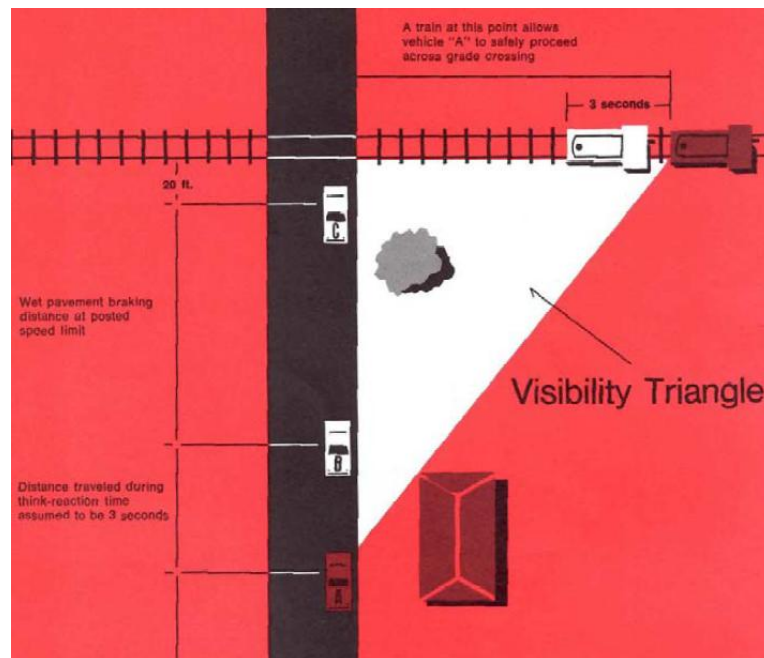 A train at this point allows
vehicle "A" to safely proceed
across grade crossing
3 seconds
20 ft.
C
Wet pavement braking
distance at posted
speed limit
Visibility Triangle
B
Distance traveled during
think-reaction time
assumed to be 3 seconds
A